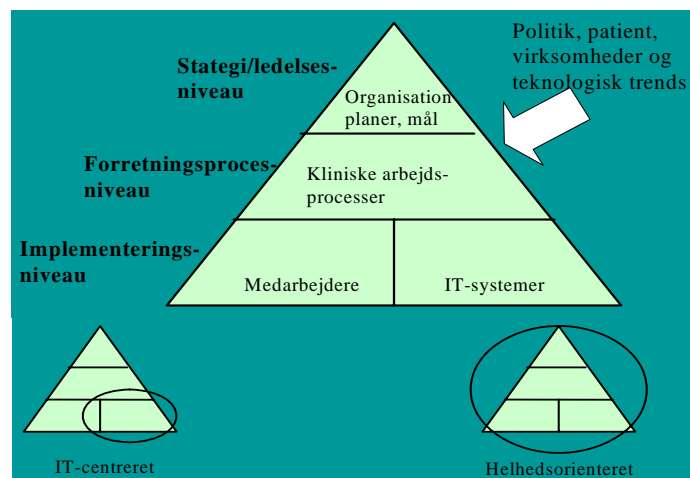 Stategi/ledelses-
niveau
Politik, patient,
virksomheder og
teknologisk trends
Organisation
planer, mål
Forretningsproces-
niveau
Kliniske arbejds-
processer
Implementerings-
niveau
Medarbejdere
IT-systemer
IT-centreret
Helhedsorienteret